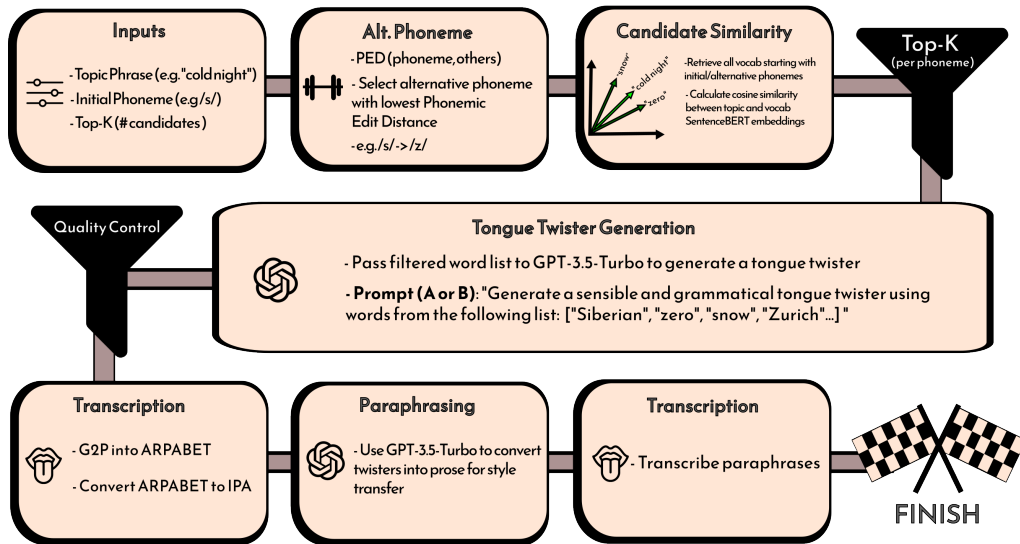 Inputs
-Topic Phrase (e.g. "cold night")
-Initial Phoneme (e.g /s/)
-Top-K (# candidates)
Alt. Phoneme
-PED (phoneme, others)
- Select alternative phoneme
with lowest Phonemic
Edit Distance
-e.g. /s/ -> /z/
Candidate Similarity
"snow"
"cold night"
"zero"
-Retrieve all vocab starting with
initial/alternative phonemes
- Calculate cosine similarity
between topic and vocab
SentenceBERT embeddings
Top-K
(per phoneme)
Quality Control
Tongue Twister Generation
- Pass filtered word list to GPT-3.5-Turbo to generate a tongue twister
- Prompt (A or B): "Generate a sensible and grammatical tongue twister using
words from the following list: ["Siberian", "zero", "snow", "Zurich"...] "
Transcription
- G2P into ARPABET
- Convert ARPABET to IPA
Paraphrasing
- Use GPT-3.5-Turbo to convert
twisters into prose for style
transfer
Transcription
- Transcribe paraphrases
FINISH